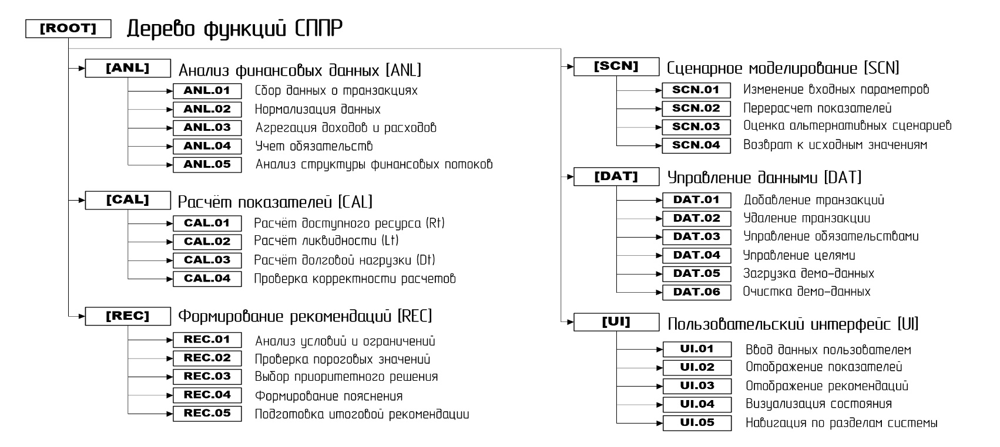 [ROOT] Дерево функций СППР
[ANL] Анализ финансовых данных [ANL]
ANL.01 Сбор данных о транзакциях
ANL.02 Нормализация данных
ANL.03 Агрегация доходов и расходов
ANL.04 Учет обязательств
ANL.05 Анализ структуры финансовых потоков
[CAL] Расчёт показателей [CAL]
CAL.01 Расчёт доступного ресурса (Rt)
CAL.02 Расчёт ликвидности (Lt)
CAL.03 Расчёт долговой нагрузки (Dt)
CAL.04 Проверка корректности расчетов
[REC] Формирование рекомендаций [REC]
REC.01 Анализ условий и ограничений
REC.02 Проверка пороговых значений
REC.03 Выбор приоритетного решения
REC.04 Формирование пояснения
REC.05 Подготовка итоговой рекомендации
[SCN] Сценарное моделирование [SCN]
SCN.01 Изменение входных параметров
SCN.02 Перерасчет показателей
SCN.03 Оценка альтернативных сценариев
SCN.04 Возврат к исходным значениям
[DAT] Управление данными [DAT]
DAT.01 Добавление транзакций
DAT.02 Удаление транзакции
DAT.03 Управление обязательствами
DAT.04 Управление целями
DAT.05 Загрузка демо-данных
DAT.06 Очистка демо-данных
[UI] Пользовательский интерфейс [UI]
UI.01 Ввод данных пользователем
UI.02 Отображение показателей
UI.03 Отображение рекомендаций
UI.04 Визуализация состояния
UI.05 Навигация по разделам системы